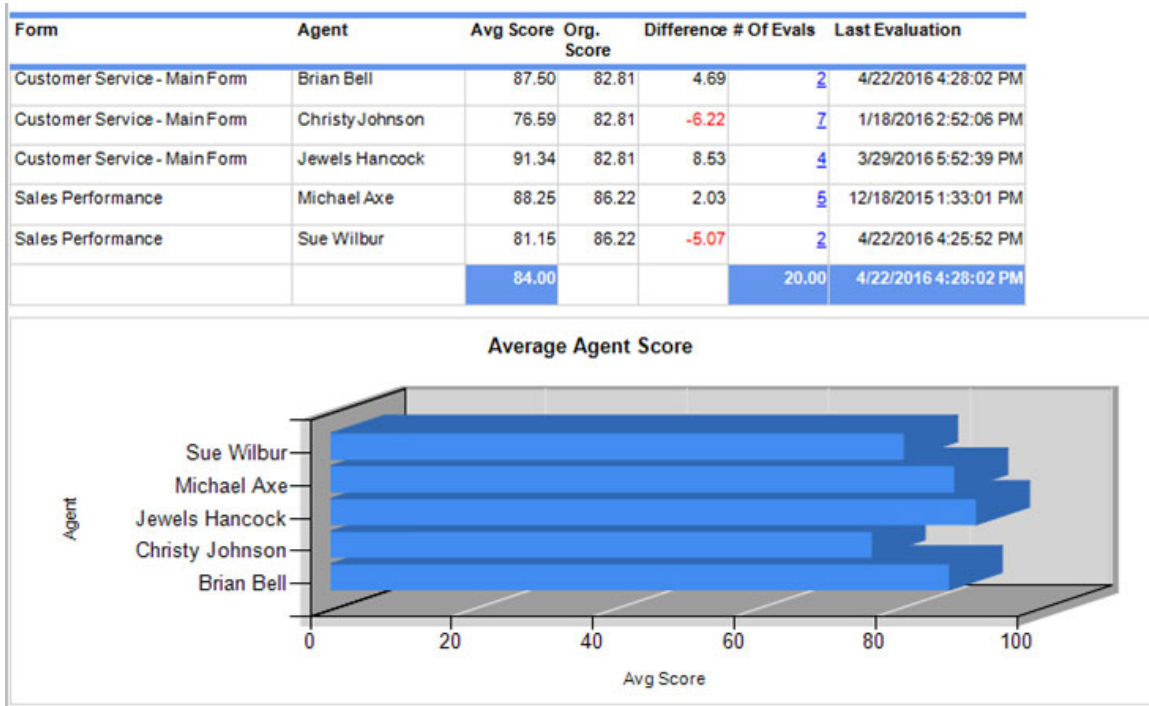 Form Agent Avg Score Org. Score Difference # Of Evals Last Evaluation
Customer Service - Main Form Brian Bell 87.50 82.81 4.69 2 4/22/2016 4:28:02 PM
Customer Service - Main Form Christy Johnson 76.59 82.81 -6.22 7 1/18/2016 2:52:06 PM
Customer Service - Main Form Jewels Hancock 91.34 82.81 8.53 4 3/29/2016 5:52:39 PM
Sales Performance Michael Axe 88.25 86.22 2.03 5 12/18/2015 1:33:01 PM
Sales Performance Sue Wilbur 81.15 86.22 -5.07 2 4/22/2016 4:25:52 PM
84.00 20.00 4/22/2016 4:28:02 PM
Average Agent Score
Agent
Sue Wilbur
Michael Axe
Jewels Hancock
Christy Johnson
Brian Bell
0 20 40 60 80 100
Avg Score